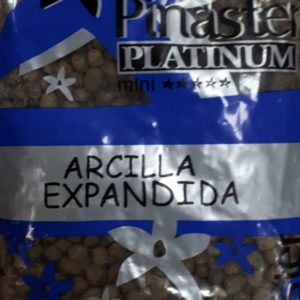 Pinaster
PLATINUM
mini
ARCILLA
EXPANDIDA